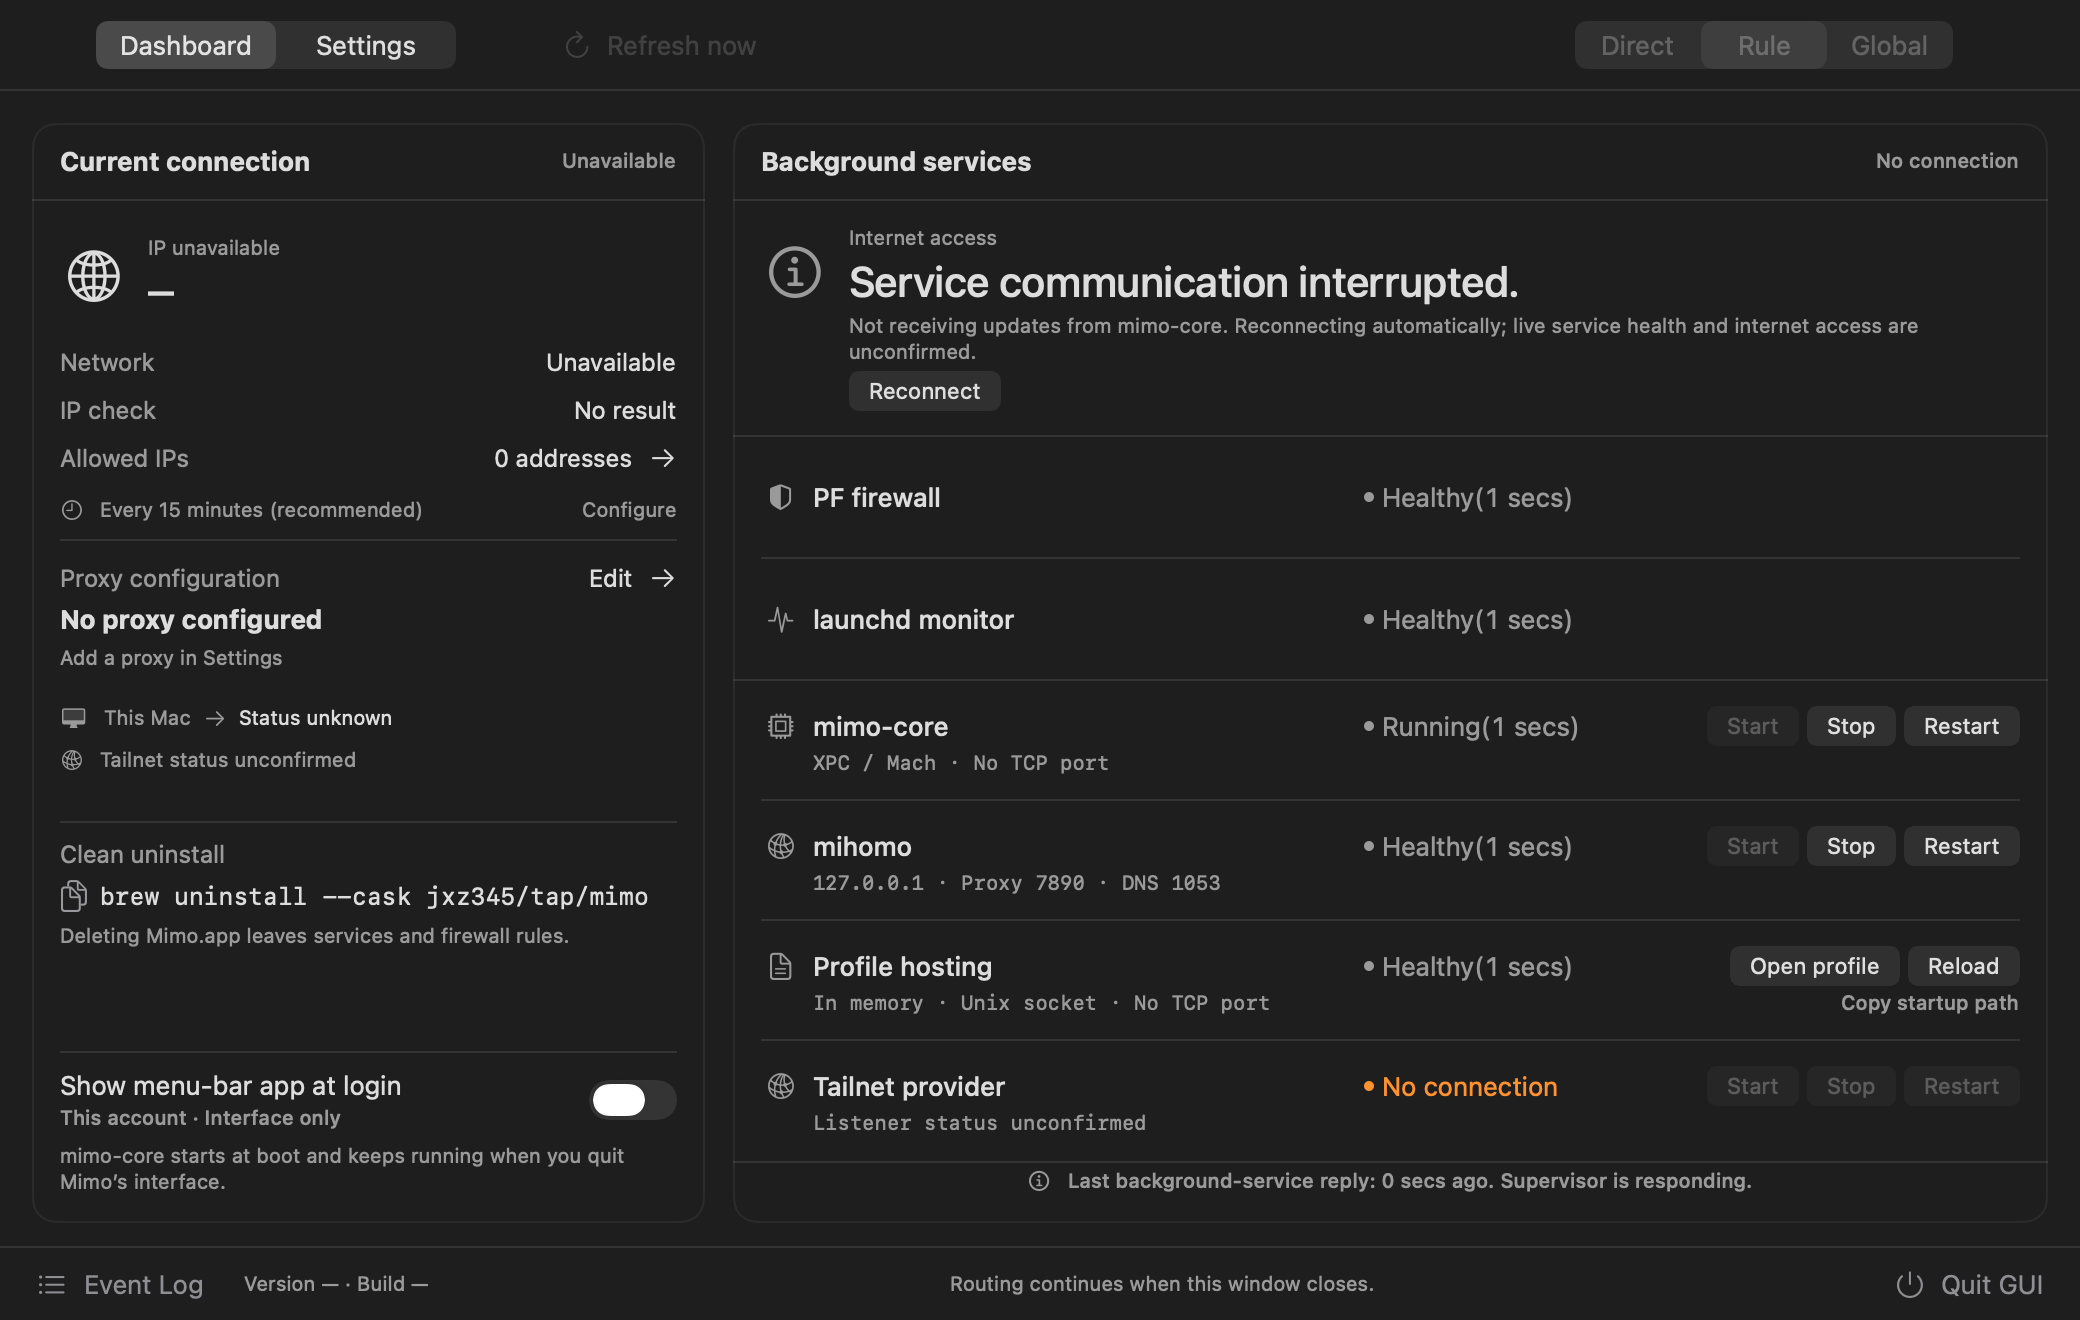 Dashboard
Settings
Refresh now
Direct
Rule
Global
Current connection
Unavailable
IP unavailable
—
Network
Unavailable
IP check
No result
Allowed IPs
0 addresses →
Every 15 minutes (recommended)
Configure
Proxy configuration
Edit →
No proxy configured
Add a proxy in Settings
This Mac → Status unknown
Tailnet status unconfirmed
Clean uninstall
brew uninstall --cask jxz345/tap/mimo
Deleting Mimo.app leaves services and firewall rules.
Show menu-bar app at login
This account · Interface only
mimo-core starts at boot and keeps running when you quit
Mimo’s interface.
Background services
No connection
Internet access
Service communication interrupted.
Not receiving updates from mimo-core. Reconnecting automatically; live service health and internet access are
unconfirmed.
Reconnect
PF firewall
Healthy(1 secs)
launchd monitor
Healthy(1 secs)
mimo-core
Running(1 secs)
Start
Stop
Restart
XPC / Mach · No TCP port
mihomo
Healthy(1 secs)
Start
Stop
Restart
127.0.0.1 · Proxy 7890 · DNS 1053
Profile hosting
Healthy(1 secs)
Open profile
Reload
In memory · Unix socket · No TCP port
Copy startup path
Tailnet provider
No connection
Start
Stop
Restart
Listener status unconfirmed
Last background-service reply: 0 secs ago. Supervisor is responding.
Event Log
Version — · Build —
Routing continues when this window closes.
Quit GUI